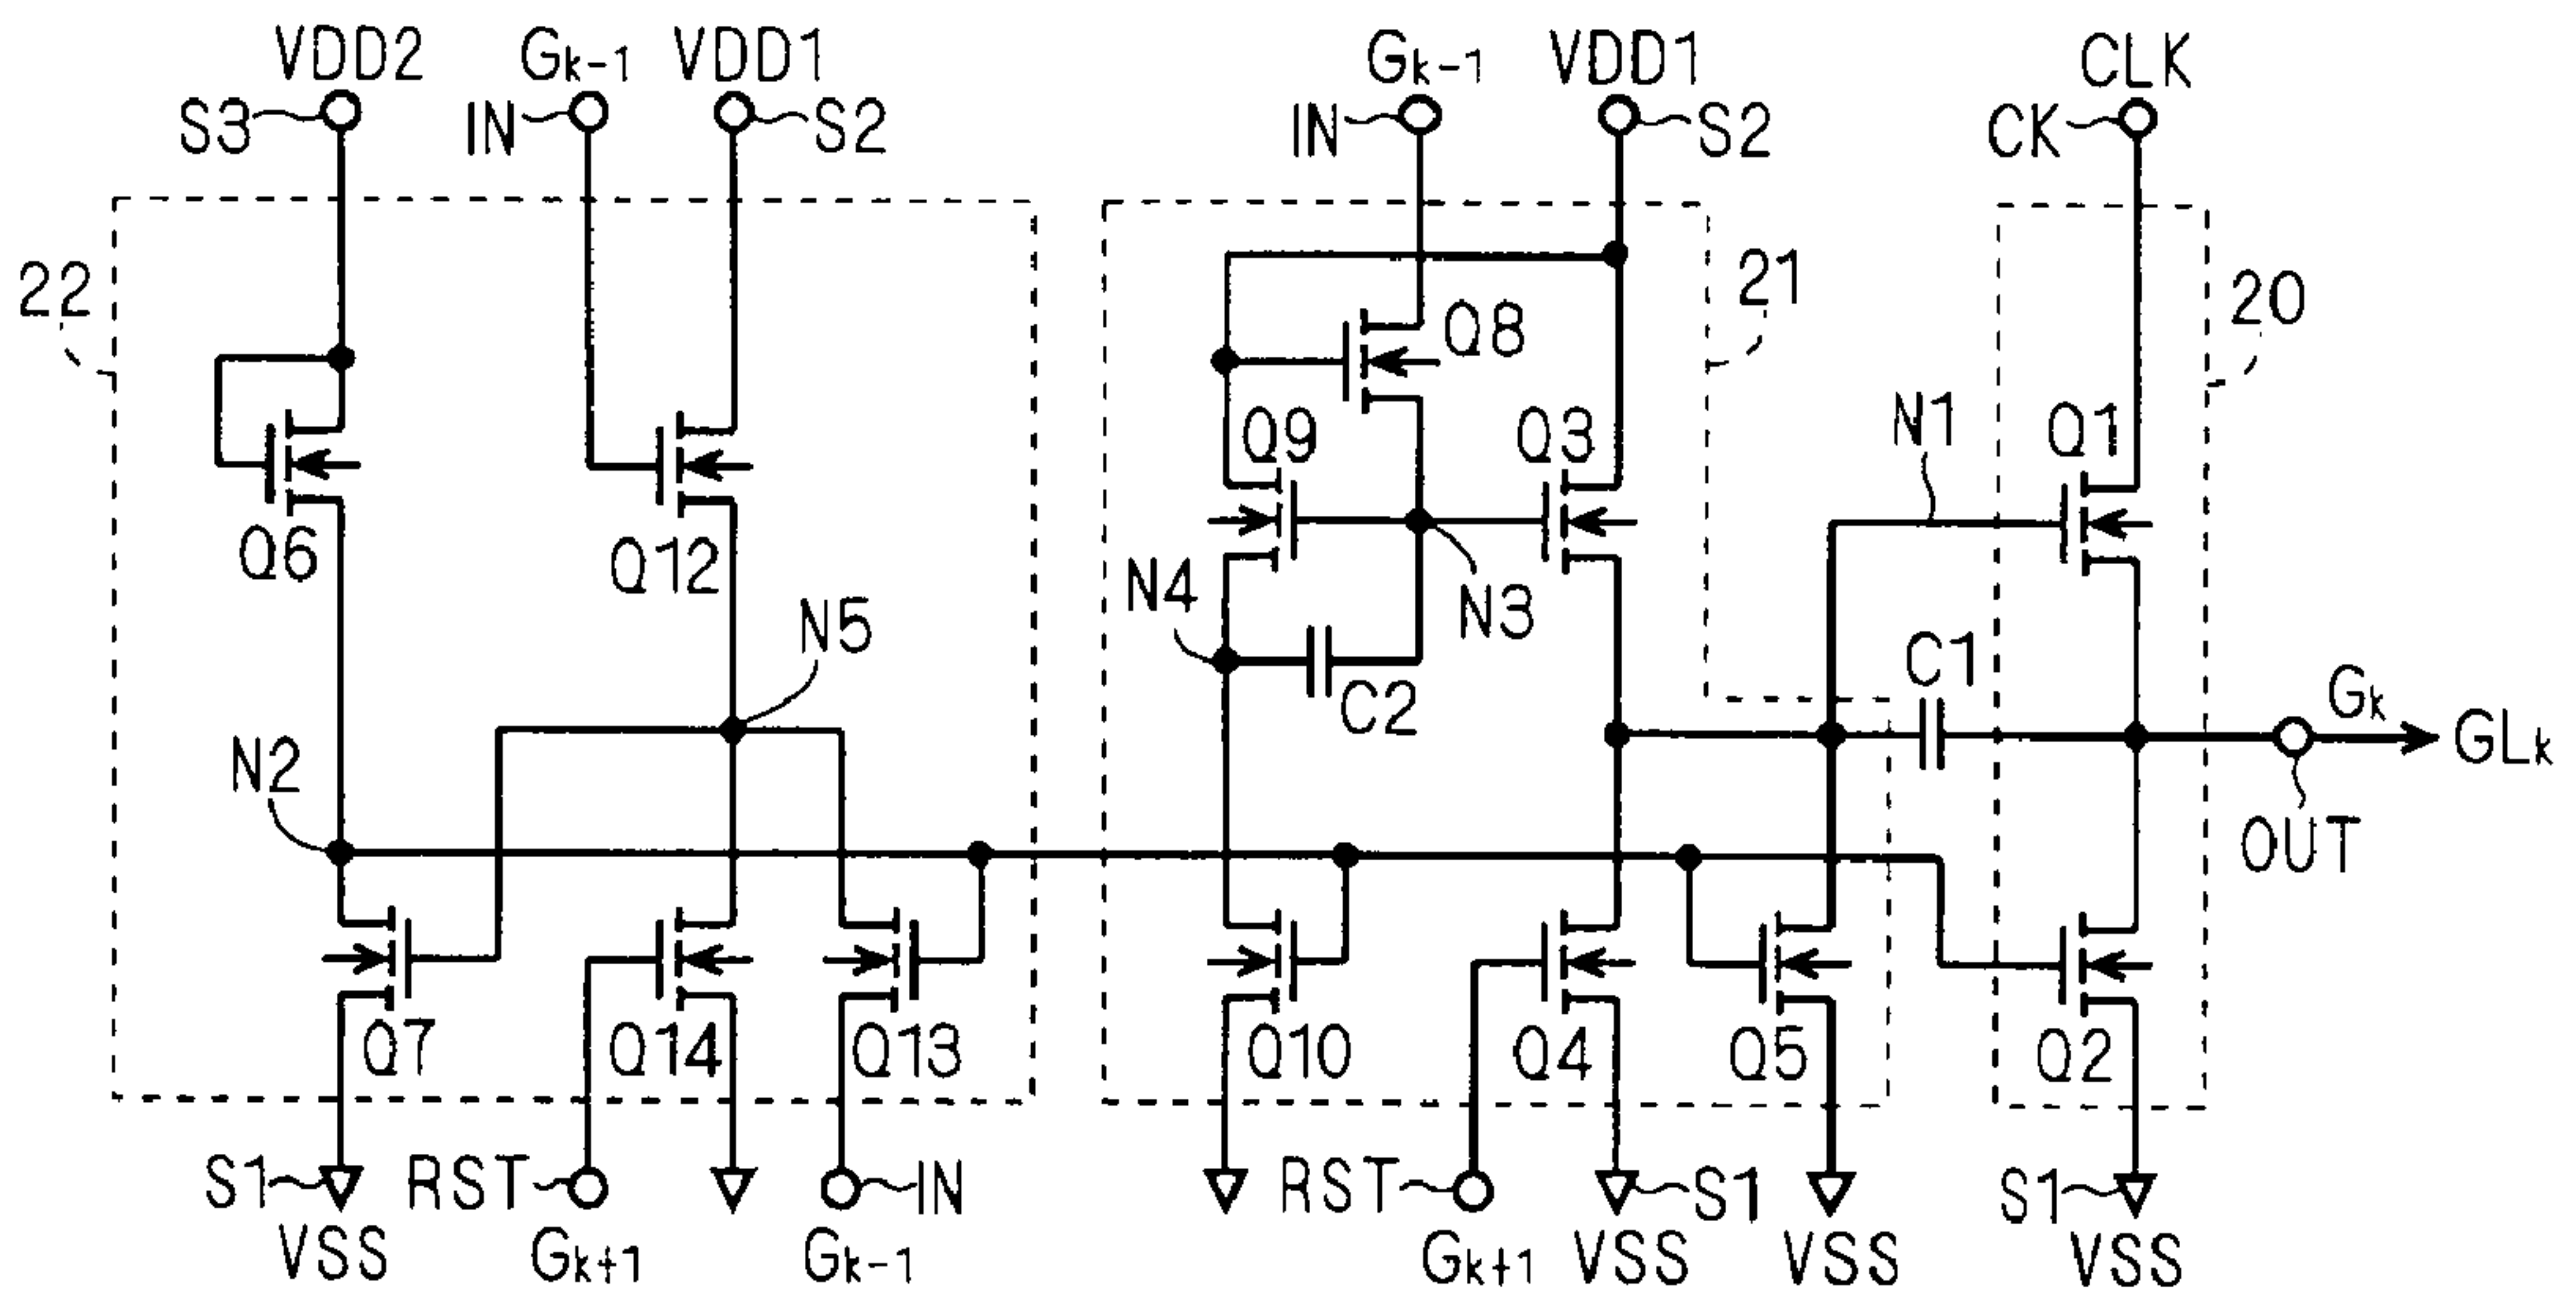 VDD2 Gk-1 VDD1 Gk-1 VDD1 CLK
S3 IN S2 IN S2 CK
22 21 20
Q8
Q9 Q3 N1 Q1
Q6 Q12
N4 N3
N5 C1
C2 Gk
N2 GLk
OUT
Q7 Q14 Q13 Q10 Q4 Q5 Q2
S1 RST IN RST S1 S1
VSS Gk+1 Gk-1 Gk+1 VSS VSS VSS